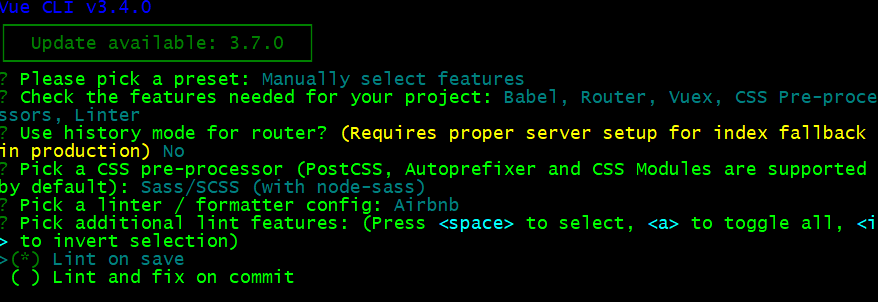 Vue CLI v3.4.0
Update available: 3.7.0
? Please pick a preset: Manually select features
? Check the features needed for your project: Babel, Router, Vuex, CSS Pre-proce
ssors, Linter
? Use history mode for router? (Requires proper server setup for index fallback
in production) No
? Pick a CSS pre-processor (PostCSS, Autoprefixer and CSS Modules are supported
by default): Sass/SCSS (with node-sass)
? Pick a linter / formatter config: Airbnb
? Pick additional lint features: (Press <space> to select, <a> to toggle all, <i
> to invert selection)
>(*) Lint on save
( ) Lint and fix on commit